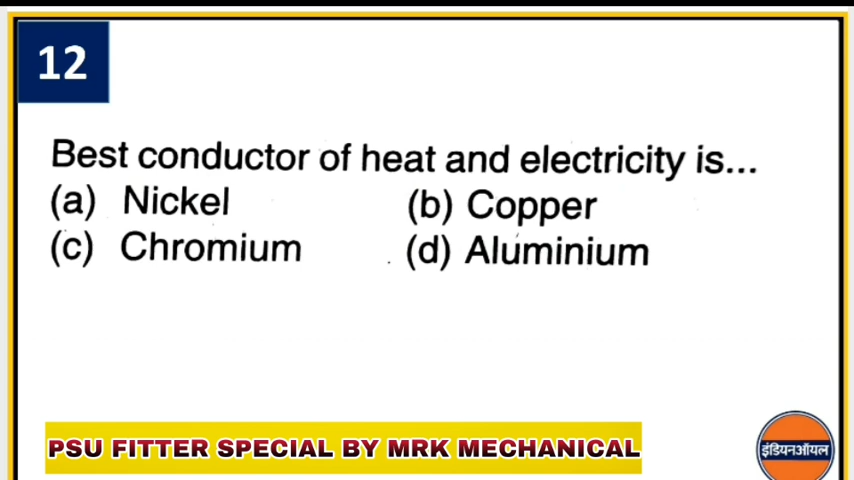 12
Best conductor of heat and electricity is...
(a) Nickel (b) Copper
(c) Chromium (d) Aluminium
PSU FITTER SPECIAL BY MRK MECHANICAL
इंडियनऑयल